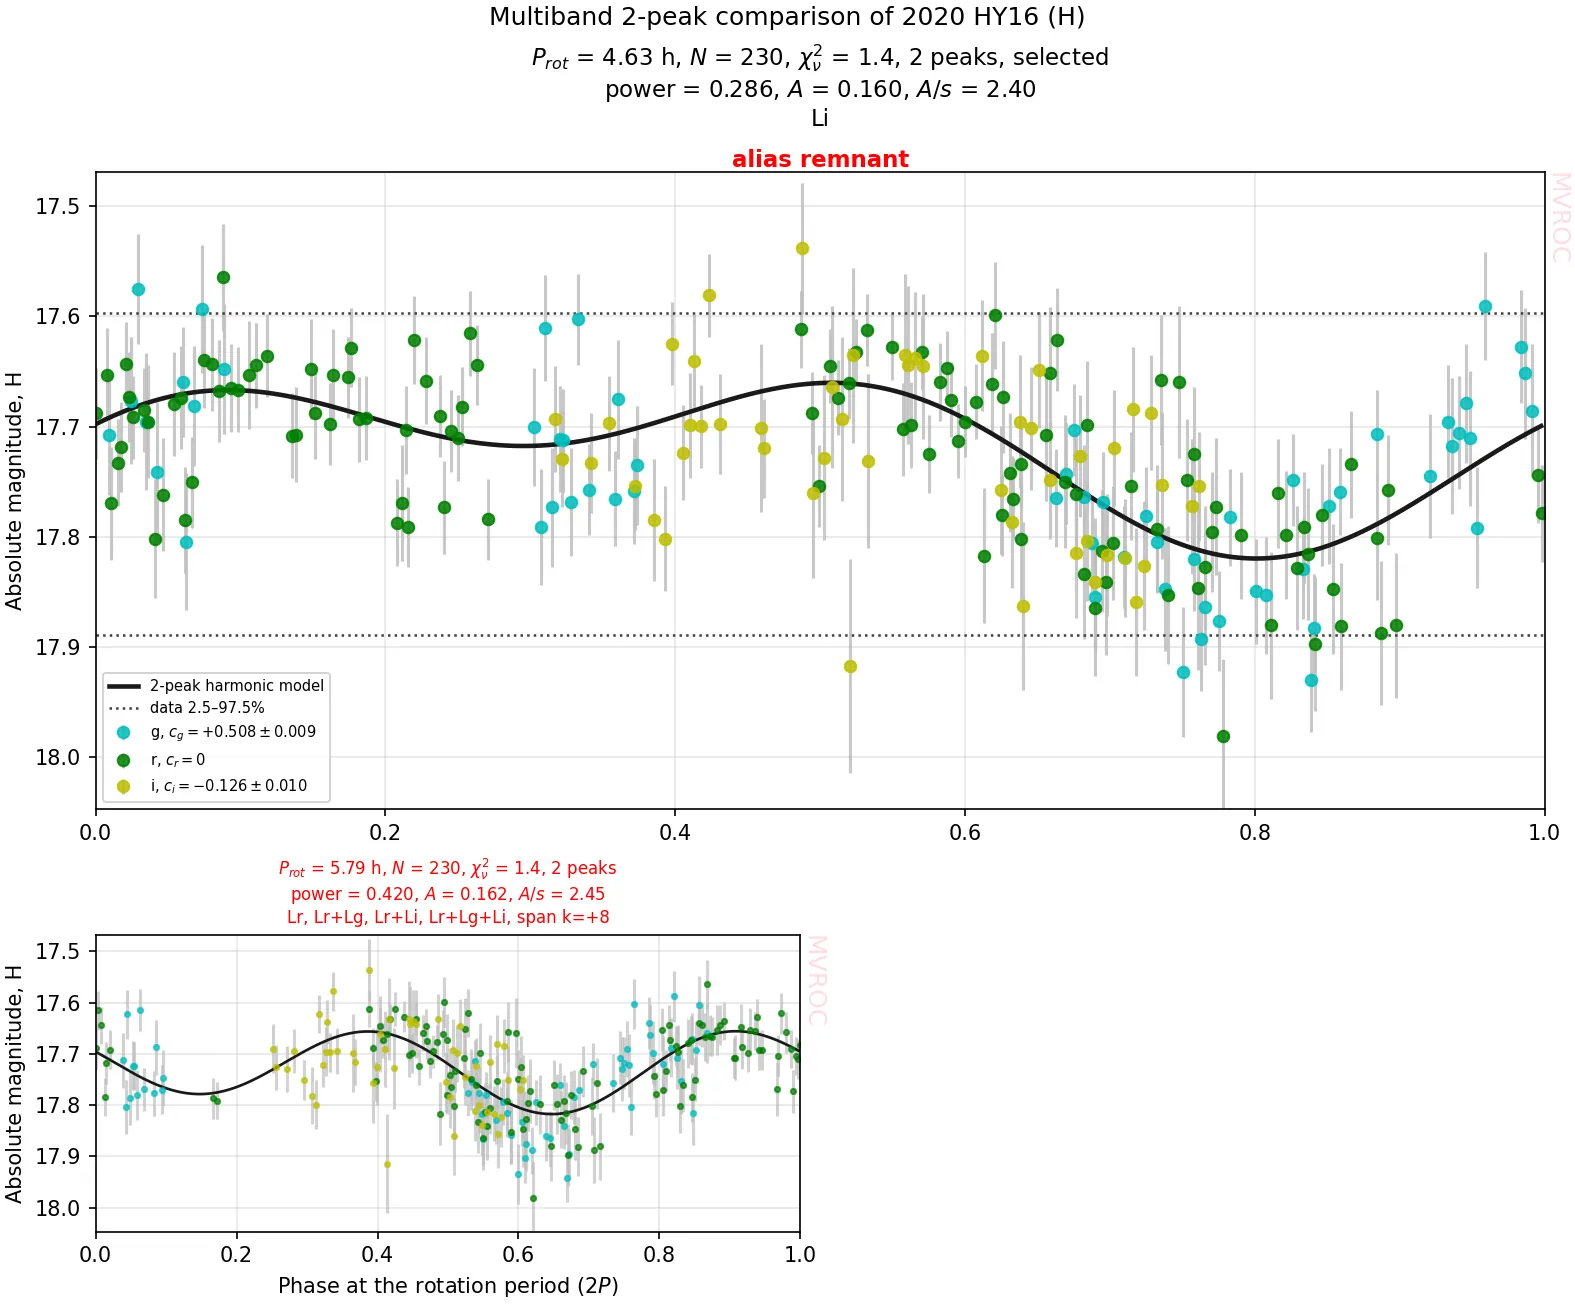 Multiband 2-peak comparison of 2020 HY16 (H)
P_rot = 4.63 h, N = 230, χ²_ν = 1.4, 2 peaks, selected
power = 0.286, A = 0.160, A/s = 2.40
Li
alias remnant
MVROC
Absolute magnitude, H
17.5
17.6
17.7
17.8
17.9
18.0
2-peak harmonic model
data 2.5–97.5%
g, c_g = +0.508 ± 0.009
r, c_r = 0
i, c_i = −0.126 ± 0.010
0.0 0.2 0.4 0.6 0.8 1.0
P_rot = 5.79 h, N = 230, χ²_ν = 1.4, 2 peaks
power = 0.420, A = 0.162, A/s = 2.45
Lr, Lr+Lg, Lr+Li, Lr+Lg+Li, span k=+8
MVROC
Absolute magnitude, H
17.5
17.6
17.7
17.8
17.9
18.0
0.0 0.2 0.4 0.6 0.8 1.0
Phase at the rotation period (2P)